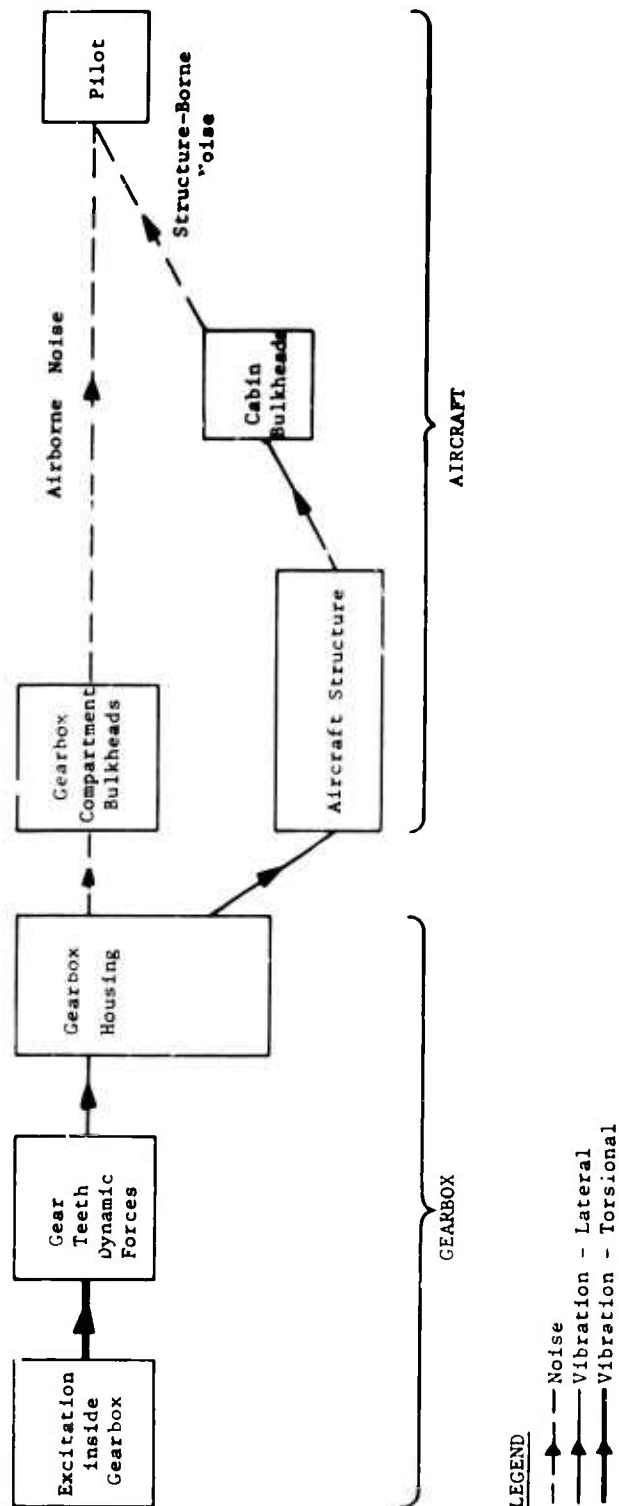 Excitation
inside
Gearbox
Gear
Teeth
Dynamic
Forces
Gearbox
Housing
Gearbox
Compartment
Bulkheads
Airborne Noise
Pilot
Structure-Borne
Noise
Cabin
Bulkheads
Aircraft Structure
GEARBOX
AIRCRAFT
LEGEND
Noise
Vibration - Lateral
Vibration - Torsional